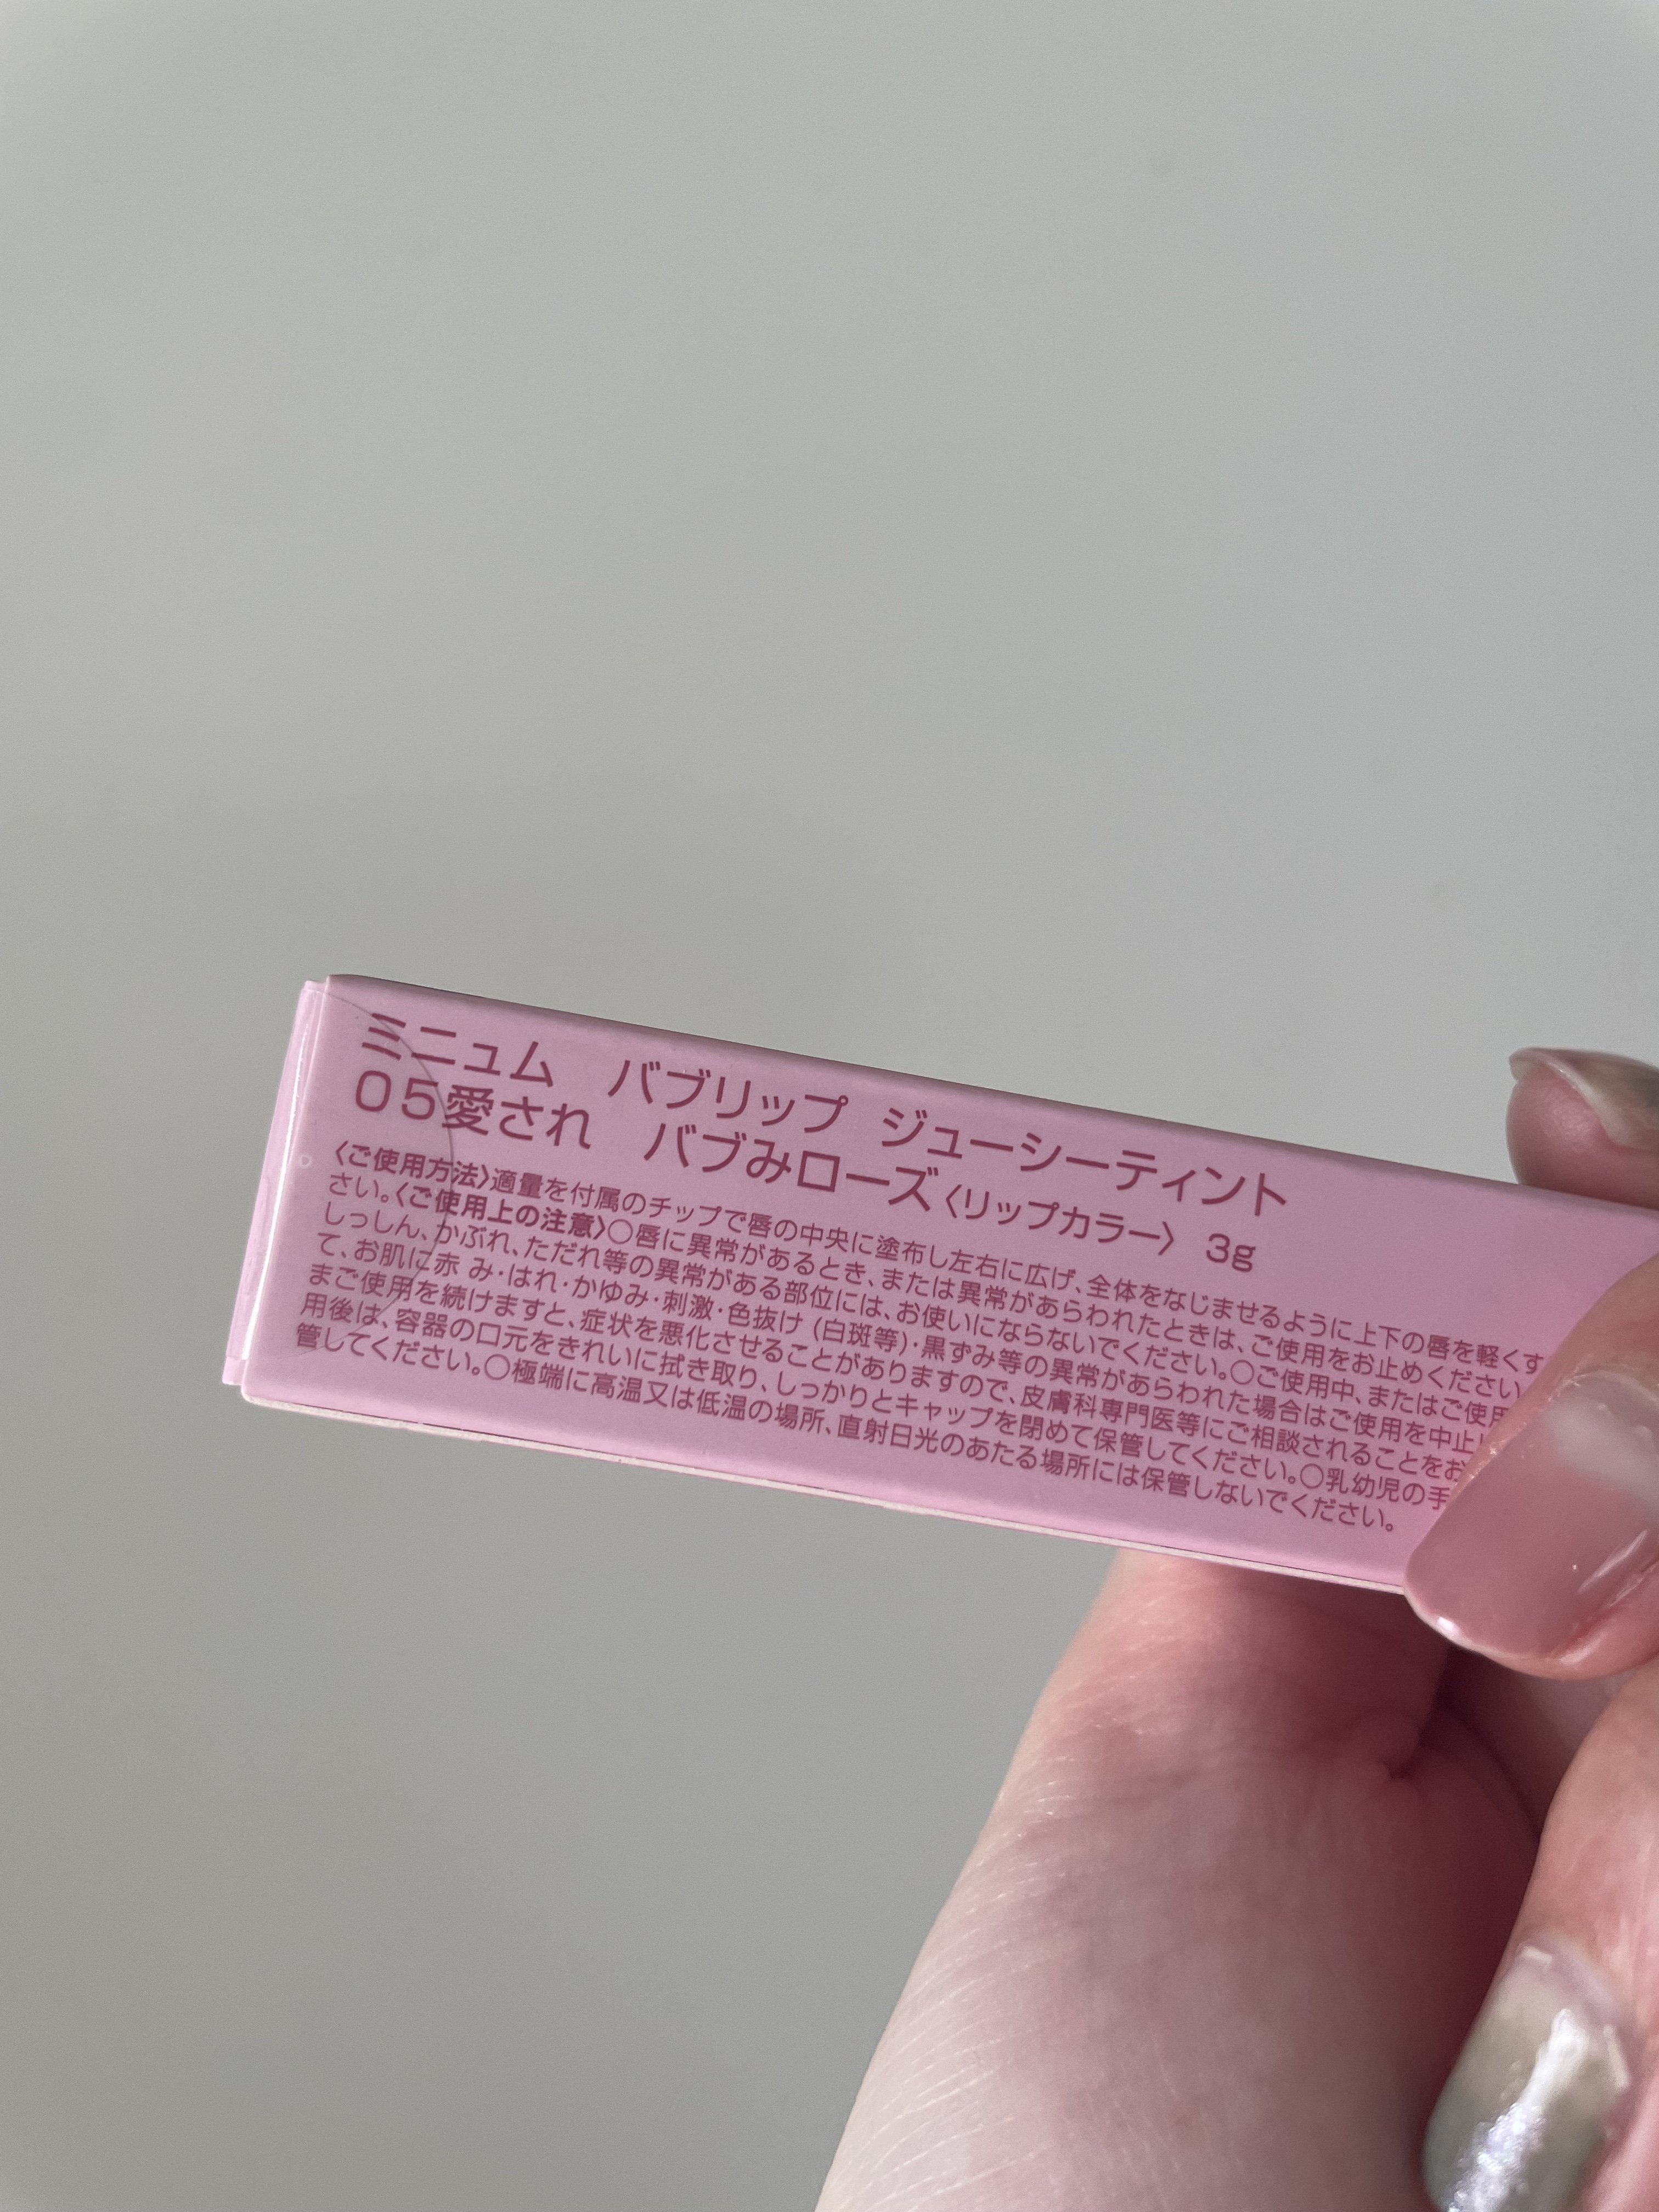 ミニュム　バブリップ　ジューシーティント
０５愛され　バブみローズ〈リップカラー〉 3g
〈ご使用方法〉適量を付属のチップで唇の中央に塗布し左右に広げ、全体をなじませるように上下の唇を軽くす
さい。〈ご使用上の注意〉○唇に異常があるとき、または異常があらわれたときは、ご使用をお止めください
しっしん、かぶれ、ただれ等の異常がある部位には、お使いにならないでください。○ご使用中、またはご使用
て、お肌に赤 み・はれ・かゆみ・刺激・色抜け (白斑等)・黒ずみ等の異常があらわれた場合はご使用を中止し
まご使用を続けますと、症状を悪化させることがありますので、皮膚科専門医等にご相談されることをお
用後は、容器の口元をきれいに拭き取り、しっかりとキャップを閉めて保管してください。○乳幼児の手
管してください。○極端に高温又は低温の場所、直射日光のあたる場所には保管しないでください。